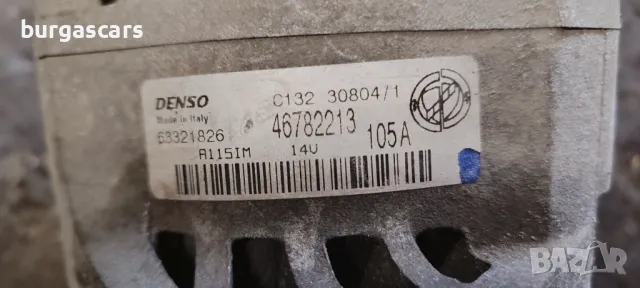 burgascars
DENSO
Made in Italy
C132 30804/1
63321826
46782213
105A
A115IM
14V
BAZAR